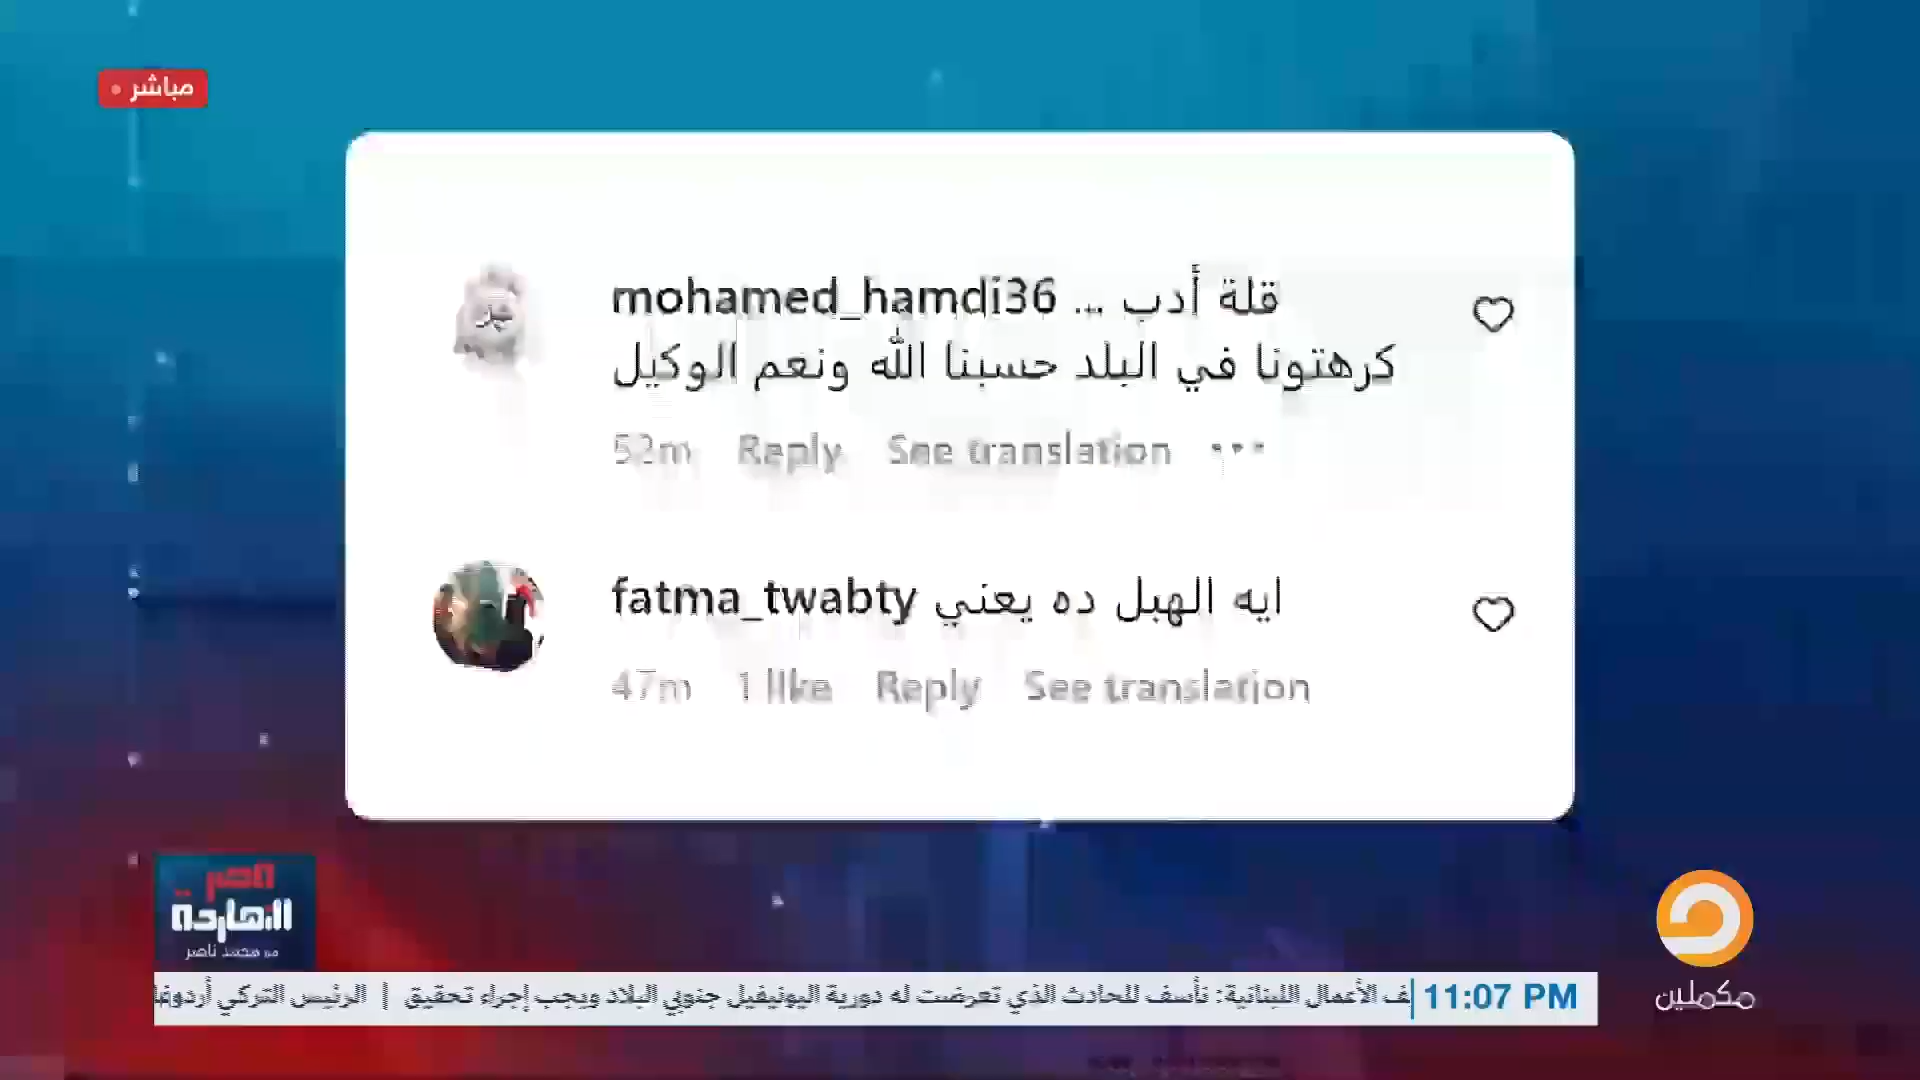 مباشر
mohamed_hamdi36 قلة أدب ...
كرهتونا في البلد حسبنا الله ونعم الوكيل
52m Reply See translation ...
fatma_twabty ايه الهبل ده يعني
47m 1 like Reply See translation
مصر
النهاردة
مع محمد ناصر
الأعمال اللبنانية: نأسف للحادث الذي تعرضت له دورية اليونيفيل جنوبي البلاد ويجب إجراء تحقيق | الرئيس التركي
11:07 PM
مكملين